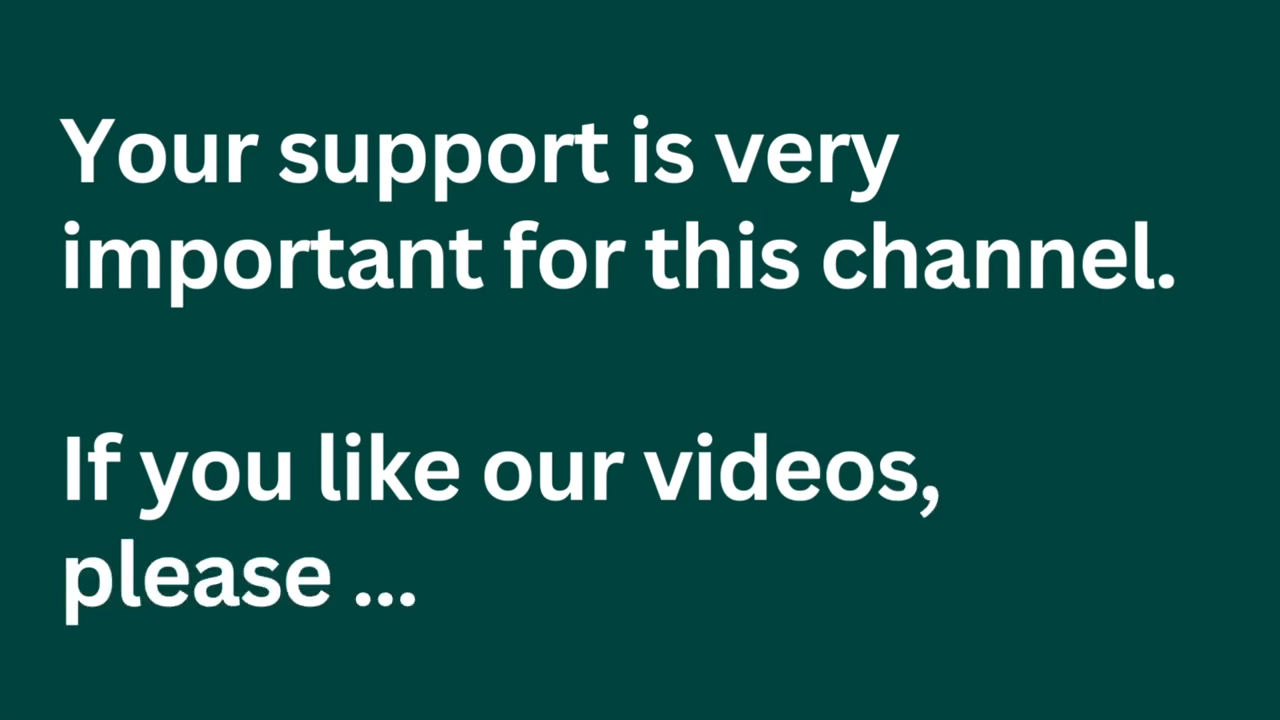 Your support is very
important for this channel.
If you like our videos,
please ...